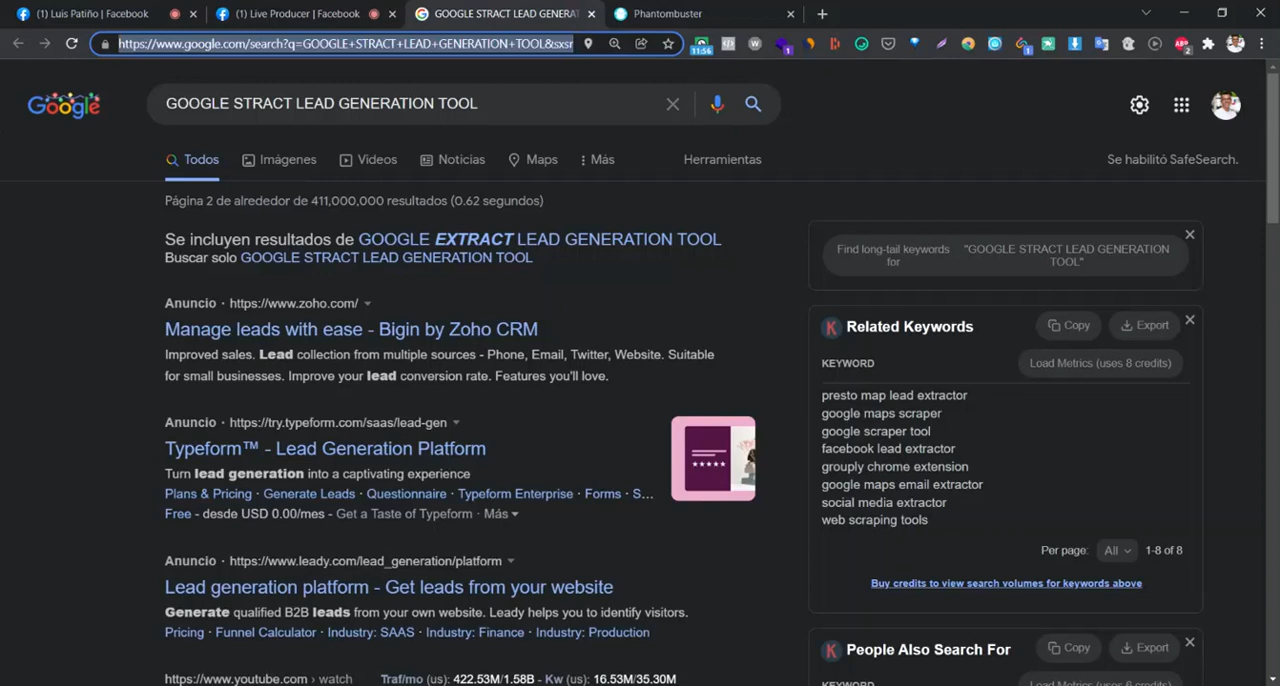 (1) Luis Patiño | Facebook
(1) Live Producer | Facebook
GOOGLE STRACT LEAD GENERAT
Phantombuster
https://www.google.com/search?q=GOOGLE+STRACT+LEAD+GENERATION+TOOL&sxsr
11:56
1
1
ABP
2
Google
GOOGLE STRACT LEAD GENERATION TOOL
Todos
Imágenes
Videos
Noticias
Maps
Más
Herramientas
Se habilitó SafeSearch.
Página 2 de alrededor de 411,000,000 resultados (0.62 segundos)
Se incluyen resultados de GOOGLE EXTRACT LEAD GENERATION TOOL
Buscar solo GOOGLE STRACT LEAD GENERATION TOOL
Anuncio · https://www.zoho.com/
Manage leads with ease - Bigin by Zoho CRM
Improved sales. Lead collection from multiple sources - Phone, Email, Twitter, Website. Suitable
for small businesses. Improve your lead conversion rate. Features you'll love.
Anuncio · https://try.typeform.com/saas/lead-gen
Typeform™ - Lead Generation Platform
Turn lead generation into a captivating experience
Plans & Pricing · Generate Leads · Questionnaire · Typeform Enterprise · Forms · S...
Free - desde USD 0.00/mes - Get a Taste of Typeform · Más
Anuncio · https://www.leady.com/lead_generation/platform
Lead generation platform - Get leads from your website
Generate qualified B2B leads from your own website. Leady helps you to identify visitors.
Pricing · Funnel Calculator · Industry: SAAS · Industry: Finance · Industry: Production
https://www.youtube.com › watch
Traf/mo (us): 422.53M/1.58B - Kw (us): 16.53M/35.30M
Find long-tail keywords
for
"GOOGLE STRACT LEAD GENERATION
TOOL"
K
Related Keywords
Copy
Export
KEYWORD
Load Metrics (uses 8 credits)
presto map lead extractor
google maps scraper
google scraper tool
facebook lead extractor
grouply chrome extension
google maps email extractor
social media extractor
web scraping tools
Per page:
All
1-8 of 8
Buy credits to view search volumes for keywords above
K
People Also Search For
Copy
Export
KEYWORD
Load Metrics (uses 6 credits)